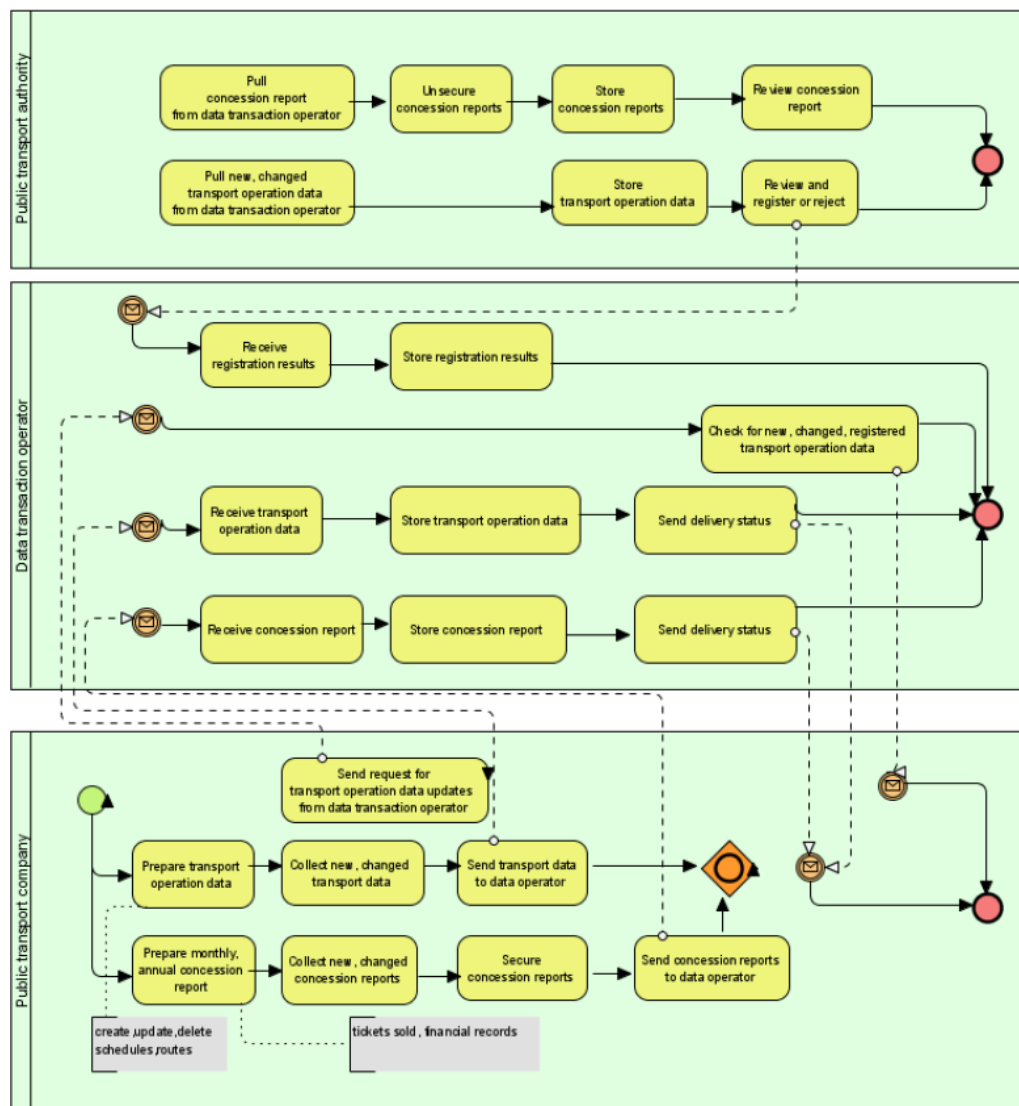 Public transport authority
Pull
concession report
from data transaction operator
Unsecure
concession reports
Store
concession reports
Review concession
report
Pull new, changed
transport operation data
from data transaction operator
Store
transport operation data
Review and
register or reject
Data transaction operator
Receive
registration results
Store registration results
Check for new, changed, registered
transport operation data
Receive transport
operation data
Store transport operation data
Send delivery status
Receive concession report
Store concession report
Send delivery status
Public transport company
Send request for
transport operation data updates
from data transaction operator
Prepare transport
operation data
Collect new, changed
transport data
Send transport data
to data operator
Prepare monthly,
annual concession
report
Collect new, changed
concession reports
Secure
concession reports
Send concession reports
to data operator
create,update,delete
schedules,routes
tickets sold, financial records